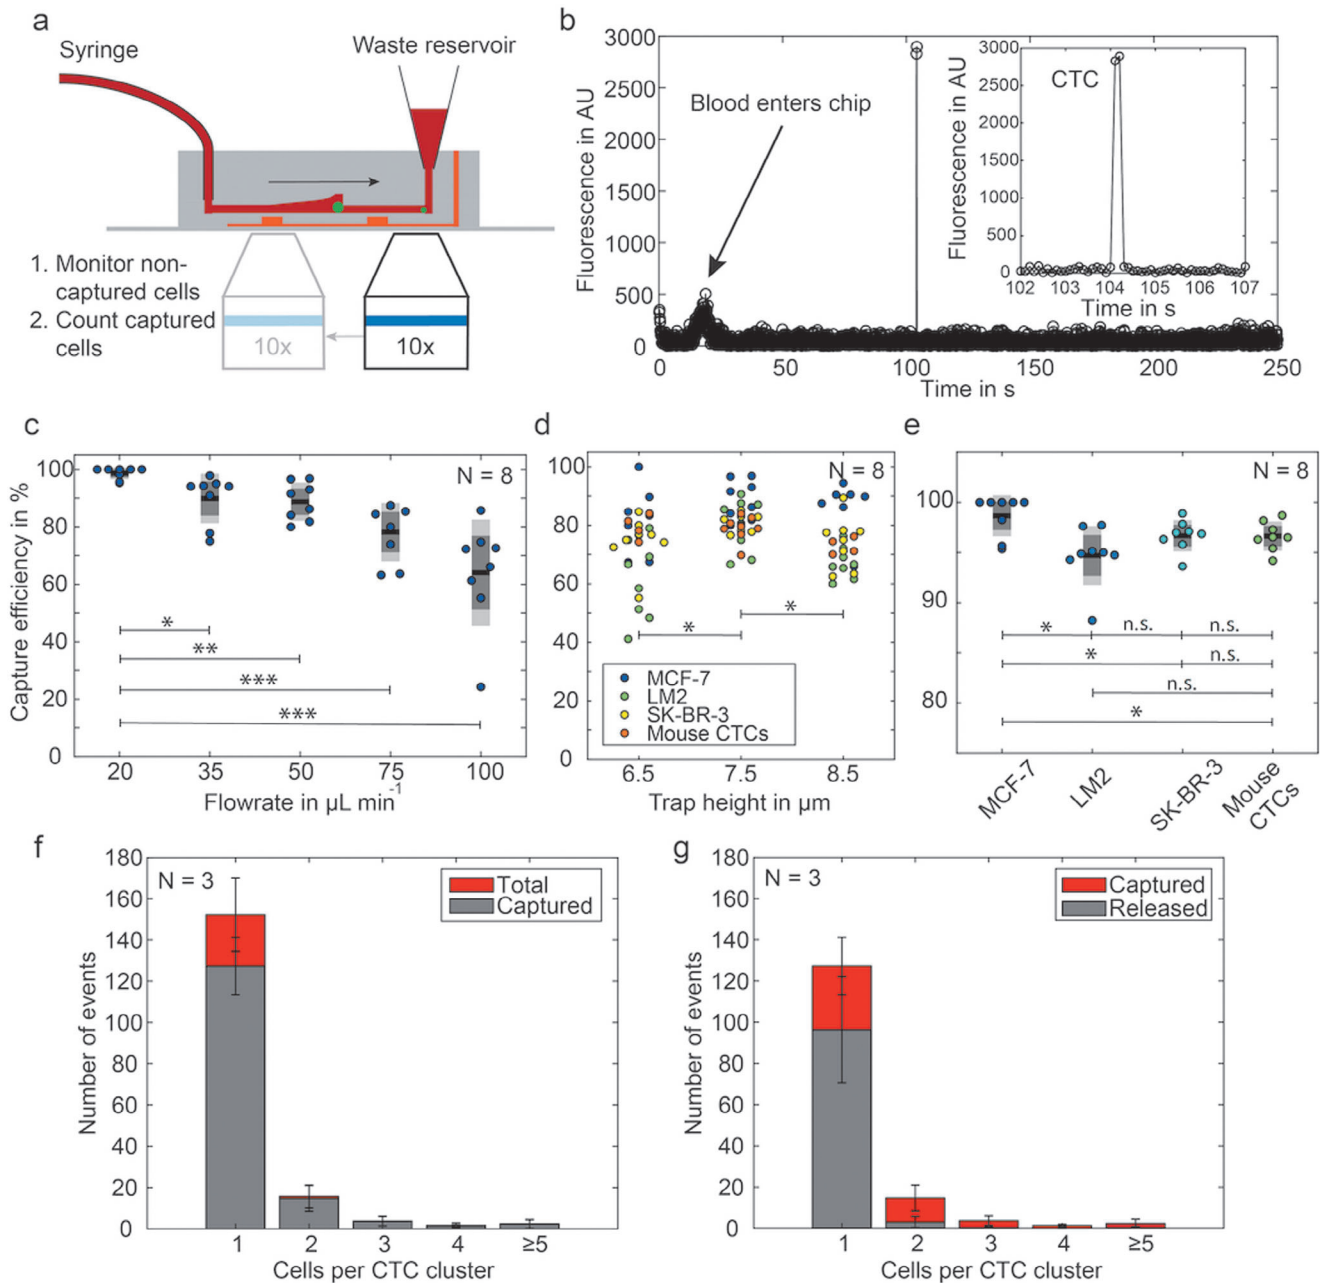 a
Syringe
Waste reservoir
1. Monitor non-
captured cells
2. Count captured
cells
10x
10x
b
Fluorescence in AU
3000
2500
2000
1500
1000
500
0
Blood enters chip
0
50
100
150
200
250
Time in s
CTC
Fluorescence in AU
3000
2500
2000
1500
1000
500
0
102 103 104 105 106 107
Time in s
c
Capture efficiency in %
100
80
60
40
20
0
N = 8
*
**
***
***
20 35 50 75 100
Flowrate in µL min⁻¹
d
100
80
60
40
20
0
N = 8
*
*
MCF-7
LM2
SK-BR-3
Mouse CTCs
6.5 7.5 8.5
Trap height in µm
e
100
90
80
N = 8
* n.s. n.s.
* n.s.
n.s.
*
MCF-7
LM2
SK-BR-3
Mouse
CTCs
f
Number of events
180
160
140
120
100
80
60
40
20
0
N = 3
Total
Captured
1 2 3 4 ≥5
Cells per CTC cluster
g
Number of events
180
160
140
120
100
80
60
40
20
0
N = 3
Captured
Released
1 2 3 4 ≥5
Cells per CTC cluster